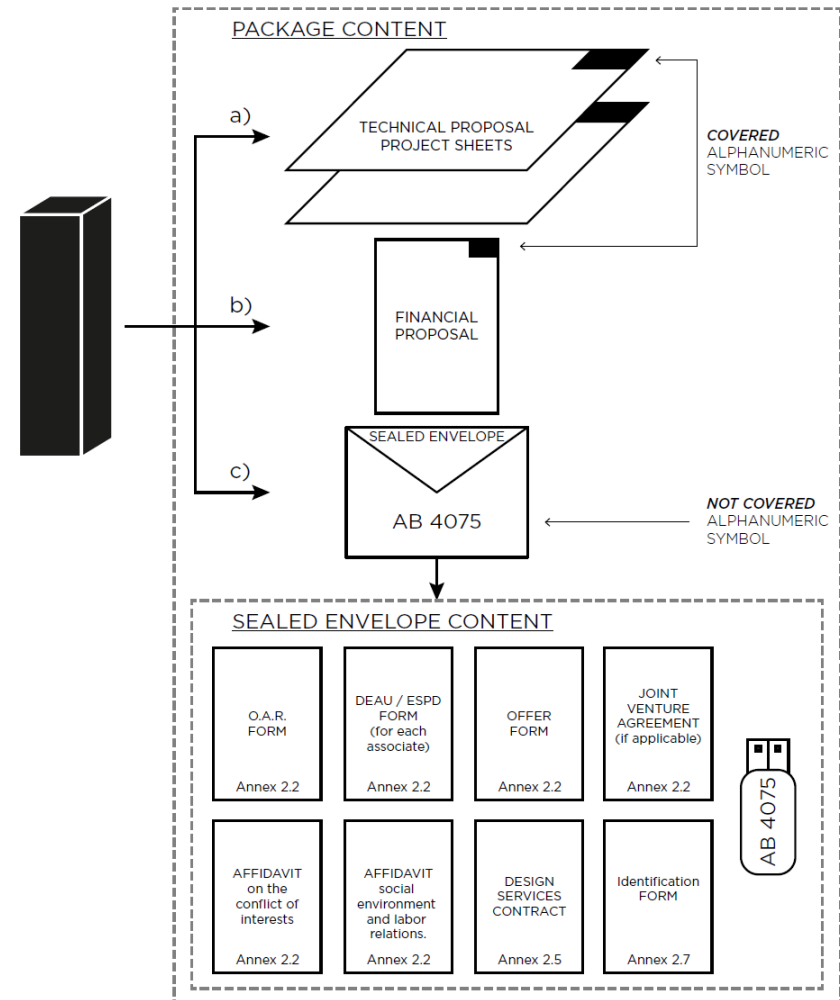 PACKAGE CONTENT
a)
TECHNICAL PROPOSAL
PROJECT SHEETS
COVERED
ALPHANUMERIC
SYMBOL
b)
FINANCIAL
PROPOSAL
c)
SEALED ENVELOPE
AB 4075
NOT COVERED
ALPHANUMERIC
SYMBOL
SEALED ENVELOPE CONTENT
O.A.R.
FORM
Annex 2.2
DEAU / ESPD
FORM
(for each
associate)
Annex 2.2
OFFER
FORM
Annex 2.2
JOINT
VENTURE
AGREEMENT
(if applicable)
Annex 2.2
AB 4075
AFFIDAVIT
on the
conflict of
interests
Annex 2.2
AFFIDAVIT
social
environment
and labor
relations.
Annex 2.2
DESIGN
SERVICES
CONTRACT
Annex 2.5
Identification
FORM
Annex 2.7